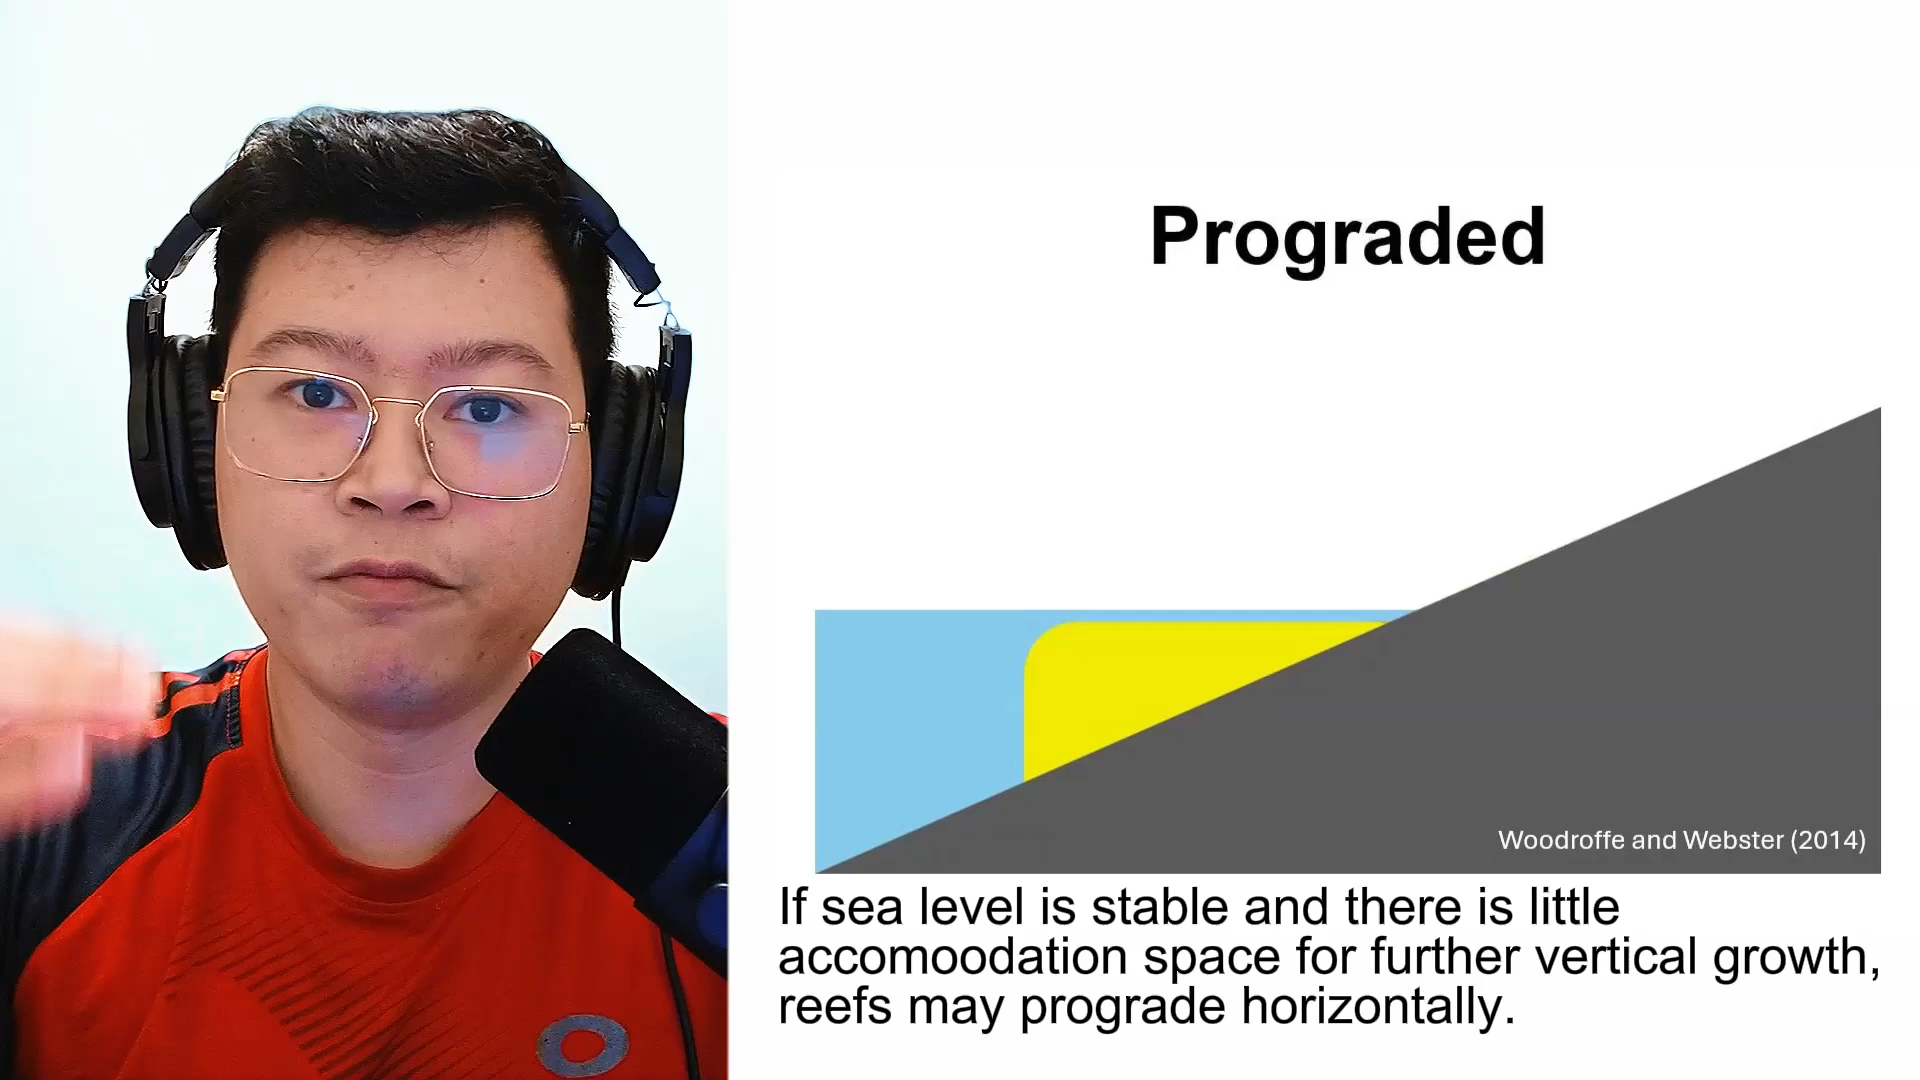 Prograded
Woodroffe and Webster (2014)
If sea level is stable and there is little
accomoodation space for further vertical growth,
reefs may prograde horizontally.